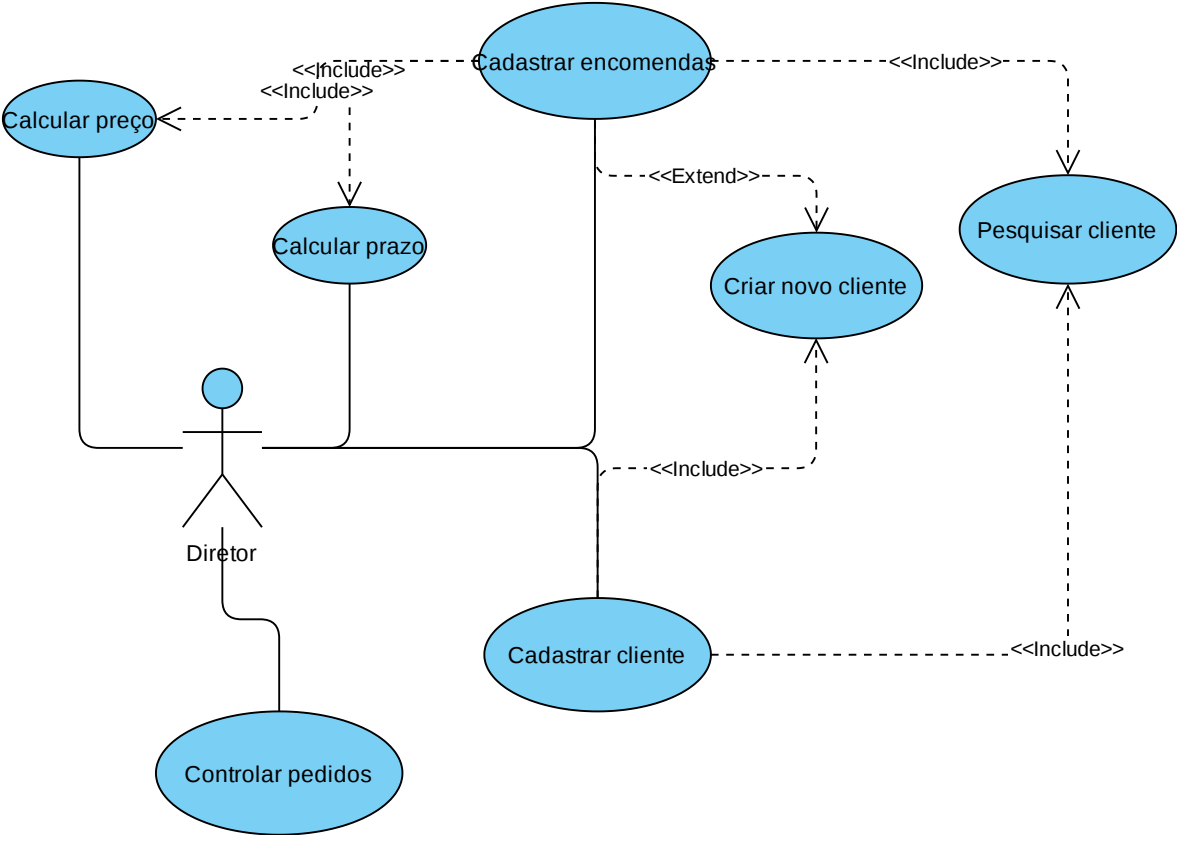 Cadastrar encomendas
<<Include>>
<<Include>>
<<Include>>
Calcular preço
<<Extend>>
Pesquisar cliente
Calcular prazo
Criar novo cliente
<<Include>>
Diretor
<<Include>>
Cadastrar cliente
Controlar pedidos